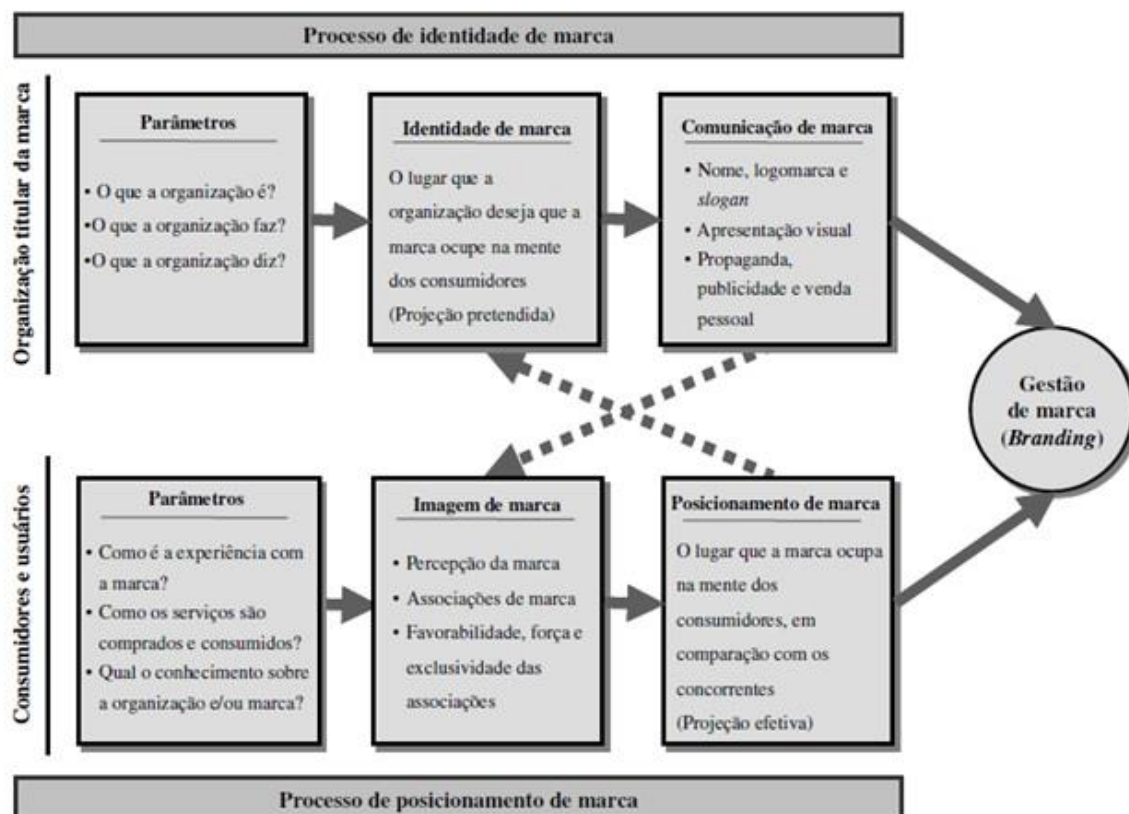 Processo de identidade de marca
Organização titular da marca
Parâmetros
• O que a organização é?
•O que a organização faz?
•O que a organização diz?
Identidade de marca
O lugar que a
organização deseja que a
marca ocupe na mente
dos consumidores
(Projeção pretendida)
Comunicação de marca
• Nome, logomarca e
slogan
• Apresentação visual
• Propaganda,
publicidade e venda
pessoal
Gestão
de marca
(Branding)
Consumidores e usuários
Parâmetros
• Como é a experiência com
a marca?
• Como os serviços são
comprados e consumidos?
• Qual o conhecimento sobre
a organização e/ou marca?
Imagem de marca
• Percepção da marca
• Associações de marca
• Favorabilidade, força e
exclusividade das
associações
Posicionamento de marca
O lugar que a marca ocupa
na mente dos
consumidores, em
comparação com os
concorrentes
(Projeção efetiva)
Processo de posicionamento de marca